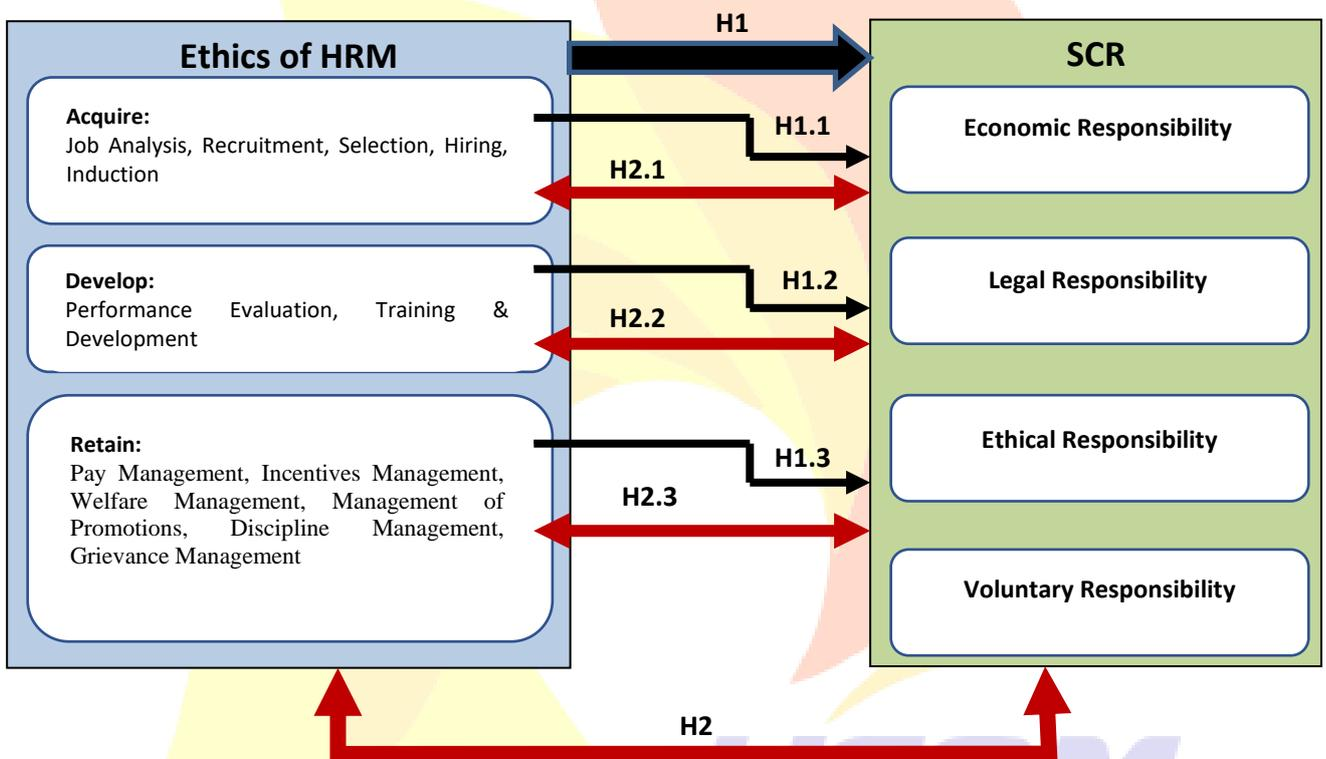 H1
Ethics of HRM
SCR
Acquire:
Job Analysis, Recruitment, Selection, Hiring,
Induction
H1.1
H2.1
Economic Responsibility
Develop:
Performance Evaluation, Training &
Development
H1.2
H2.2
Legal Responsibility
Retain:
Pay Management, Incentives Management,
Welfare Management, Management of
Promotions, Discipline Management,
Grievance Management
H1.3
H2.3
Ethical Responsibility
Voluntary Responsibility
H2